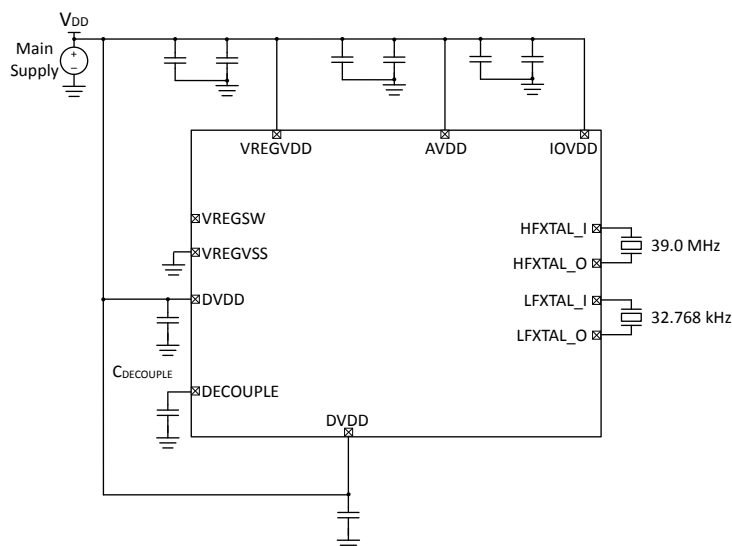 VDD
Main
Supply
VREGVDD
AVDD
IOVDD
VREGSW
HFXTAL_I
39.0 MHz
VREGVSS
HFXTAL_O
DVDD
LFXTAL_I
32.768 kHz
LFXTAL_O
CDECOUPLE
DECOUPLE
DVDD